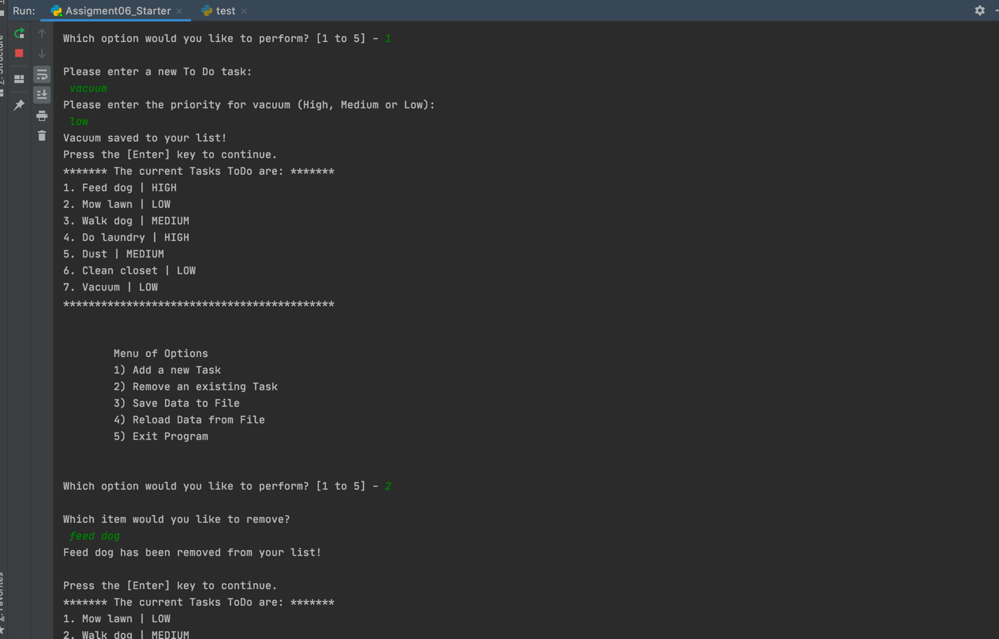 Run: Assigment06_Starter test
Which option would you like to perform? [1 to 5] - 1
Please enter a new To Do task:
vacuum
Please enter the priority for vacuum (High, Medium or Low):
low
Vacuum saved to your list!
Press the [Enter] key to continue.
******* The current Tasks ToDo are: *******
1. Feed dog | HIGH
2. Mow lawn | LOW
3. Walk dog | MEDIUM
4. Do laundry | HIGH
5. Dust | MEDIUM
6. Clean closet | LOW
7. Vacuum | LOW
*******************************************
Menu of Options
1) Add a new Task
2) Remove an existing Task
3) Save Data to File
4) Reload Data from File
5) Exit Program
Which option would you like to perform? [1 to 5] - 2
Which item would you like to remove?
feed dog
Feed dog has been removed from your list!
Press the [Enter] key to continue.
******* The current Tasks ToDo are: *******
1. Mow lawn | LOW
2. Walk dog | MEDIUM